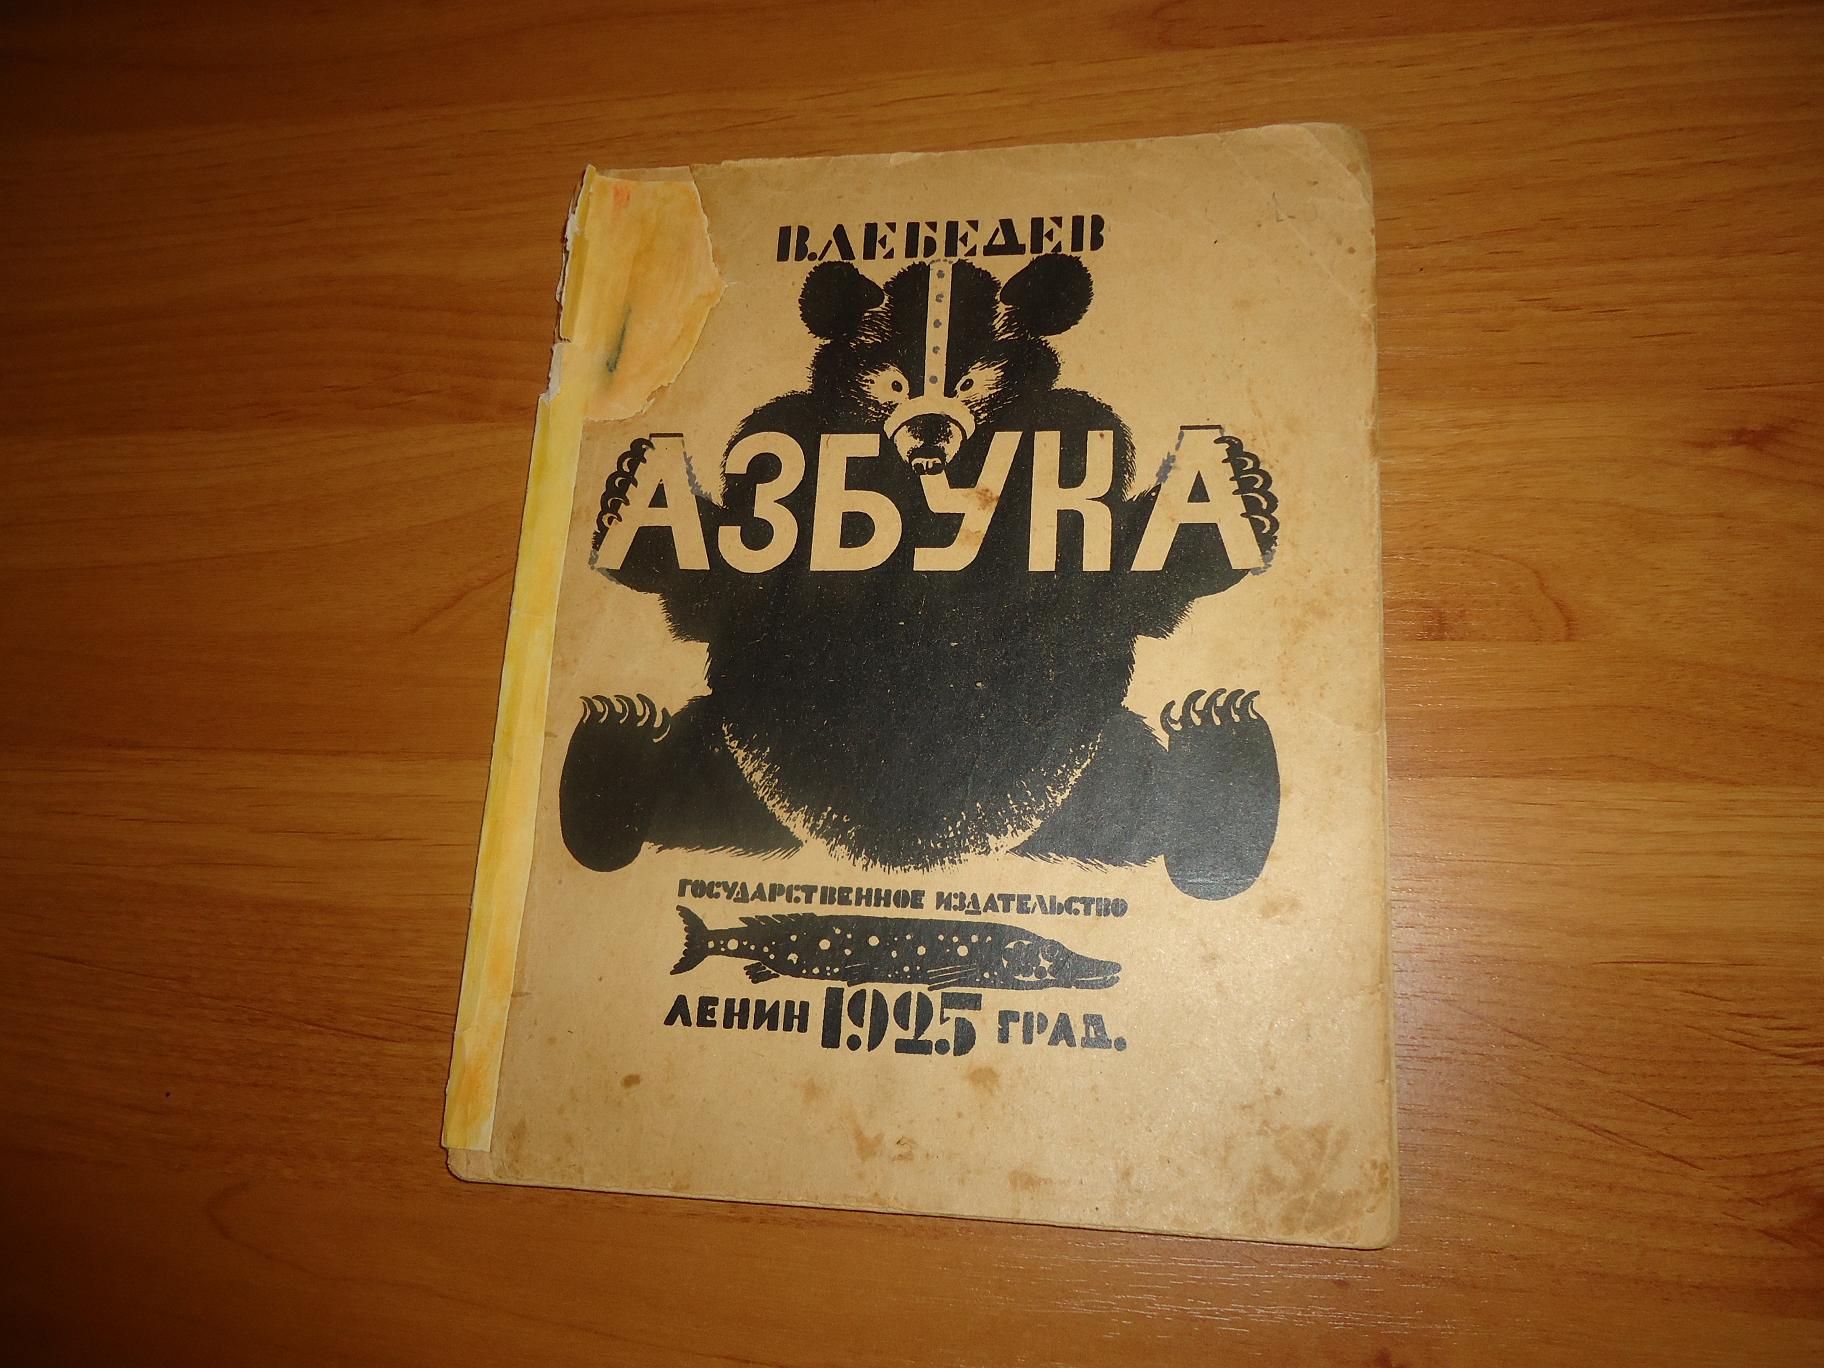 В.ЛЕБЕДЕВ
АЗБУКА
ГОСУДАРСТВЕННОЕ ИЗДАТЕЛЬСТВО
ЛЕНИН 1925 ГРАД.